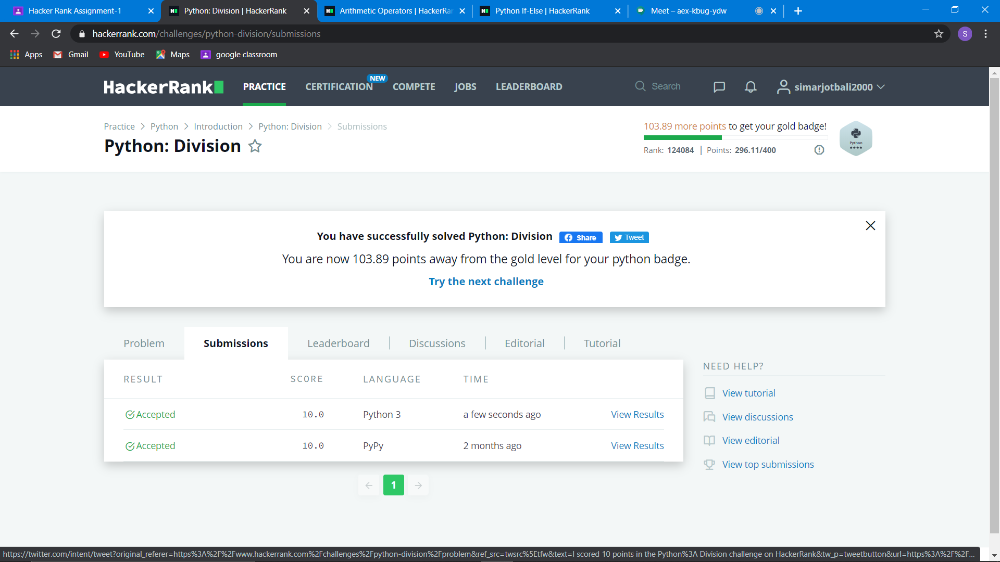 Hacker Rank Assignment-1
Python: Division | HackerRank
Arithmetic Operators | HackerRar
Python If-Else | HackerRank
Meet – aex-kbug-ydw
hackerrank.com/challenges/python-division/submissions
S
Apps
Gmail
YouTube
Maps
google classroom
HackerRank
PRACTICE
CERTIFICATION
NEW
COMPETE
JOBS
LEADERBOARD
Search
simarjotbali2000
Practice > Python > Introduction > Python: Division > Submissions
Python: Division
103.89 more points to get your gold badge!
Rank: 124084 | Points: 296.11/400
Python
You have successfully solved Python: Division
Share
Tweet
You are now 103.89 points away from the gold level for your python badge.
Try the next challenge
Problem
Submissions
Leaderboard
Discussions
Editorial
Tutorial
RESULT SCORE LANGUAGE TIME
Accepted 10.0 Python 3 a few seconds ago View Results
Accepted 10.0 PyPy 2 months ago View Results
1
NEED HELP?
View tutorial
View discussions
View editorial
View top submissions
https://twitter.com/intent/tweet?original_referer=https%3A%2F%2Fwww.hackerrank.com%2Fchallenges%2Fpython-division%2Fproblem&ref_src=twsrc%5Etfw&text=I scored 10 points in the Python%3A Division challenge on HackerRank&tw_p=tweetbutton&url=https%3A%2F%2F...